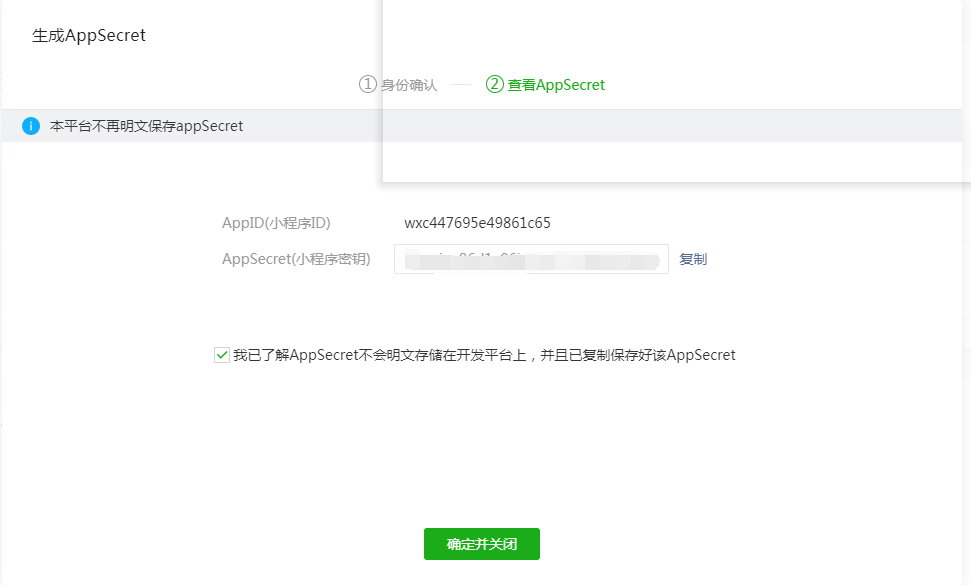 生成AppSecret
① 身份确认 ② 查看AppSecret
本平台不再明文保存appSecret
AppID(小程序ID) wxc447695e49861c65
AppSecret(小程序密钥) 复制
我已了解AppSecret不会明文存储在开发平台上，并且已复制保存好该AppSecret
确定并关闭